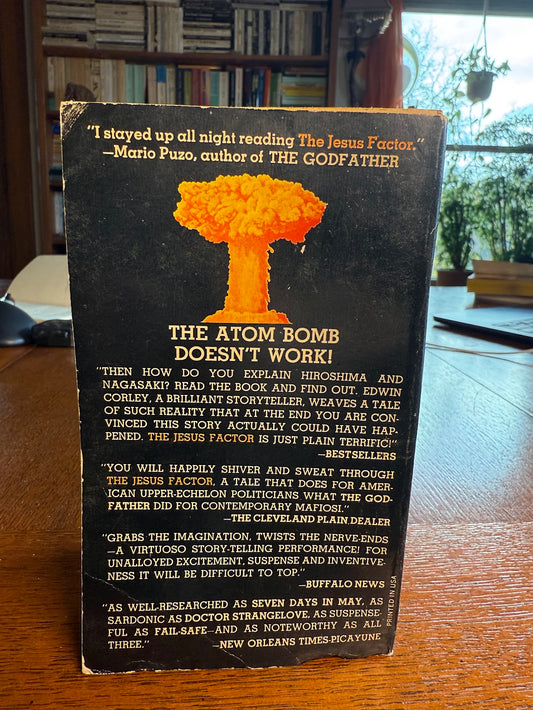 "I stayed up all night reading The Jesus Factor."
—Mario Puzo, author of THE GODFATHER
THE ATOM BOMB
DOESN'T WORK!
"THEN HOW DO YOU EXPLAIN HIROSHIMA AND
NAGASAKI? READ THE BOOK AND FIND OUT. EDWIN
CORLEY, A BRILLIANT STORYTELLER, WEAVES A TALE
OF SUCH REALITY THAT AT THE END YOU ARE CON-
VINCED THIS STORY ACTUALLY COULD HAVE HAP-
PENED. THE JESUS FACTOR IS JUST PLAIN TERRIFIC!"
—BESTSELLERS
"YOU WILL HAPPILY SHIVER AND SWEAT THROUGH
THE JESUS FACTOR, A TALE THAT DOES FOR AMER-
ICAN UPPER-ECHELON POLITICIANS WHAT THE GOD-
FATHER DID FOR CONTEMPORARY MAFIOSI."
—THE CLEVELAND PLAIN DEALER
"GRABS THE IMAGINATION, TWISTS THE NERVE-ENDS
—A VIRTUOSO STORY-TELLING PERFORMANCE! FOR
UNALLOYED EXCITEMENT, SUSPENSE AND INVENTIVE-
NESS IT WILL BE DIFFICULT TO TOP."
—BUFFALO NEWS
"AS WELL-RESEARCHED AS SEVEN DAYS IN MAY, AS
SARDONIC AS DOCTOR STRANGELOVE, AS SUSPENSE-
FUL AS FAIL-SAFE—AND AS NOTEWORTHY AS ALL
THREE." —NEW ORLEANS TIMES-PICAYUNE
PRINTED IN USA